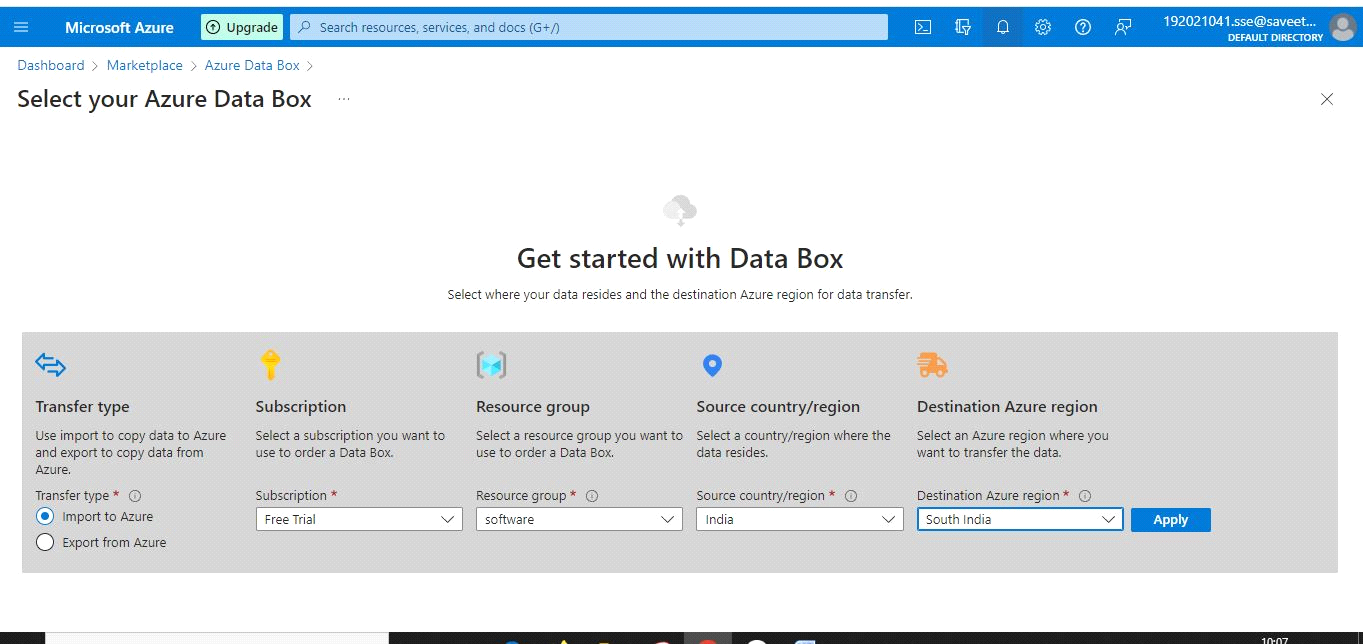 Microsoft Azure
Upgrade
Search resources, services, and docs (G+/)
192021041.sse@saveet...
DEFAULT DIRECTORY
Dashboard > Marketplace > Azure Data Box >
Select your Azure Data Box ...
Get started with Data Box
Select where your data resides and the destination Azure region for data transfer.
Transfer type
Use import to copy data to Azure
and export to copy data from
Azure.
Transfer type *
Import to Azure
Export from Azure
Subscription
Select a subscription you want to
use to order a Data Box.
Subscription *
Free Trial
Resource group
Select a resource group you want to
use to order a Data Box.
Resource group *
software
Source country/region
Select a country/region where the
data resides.
Source country/region *
India
Destination Azure region
Select an Azure region where you
want to transfer the data.
Destination Azure region *
South India
Apply
10:07